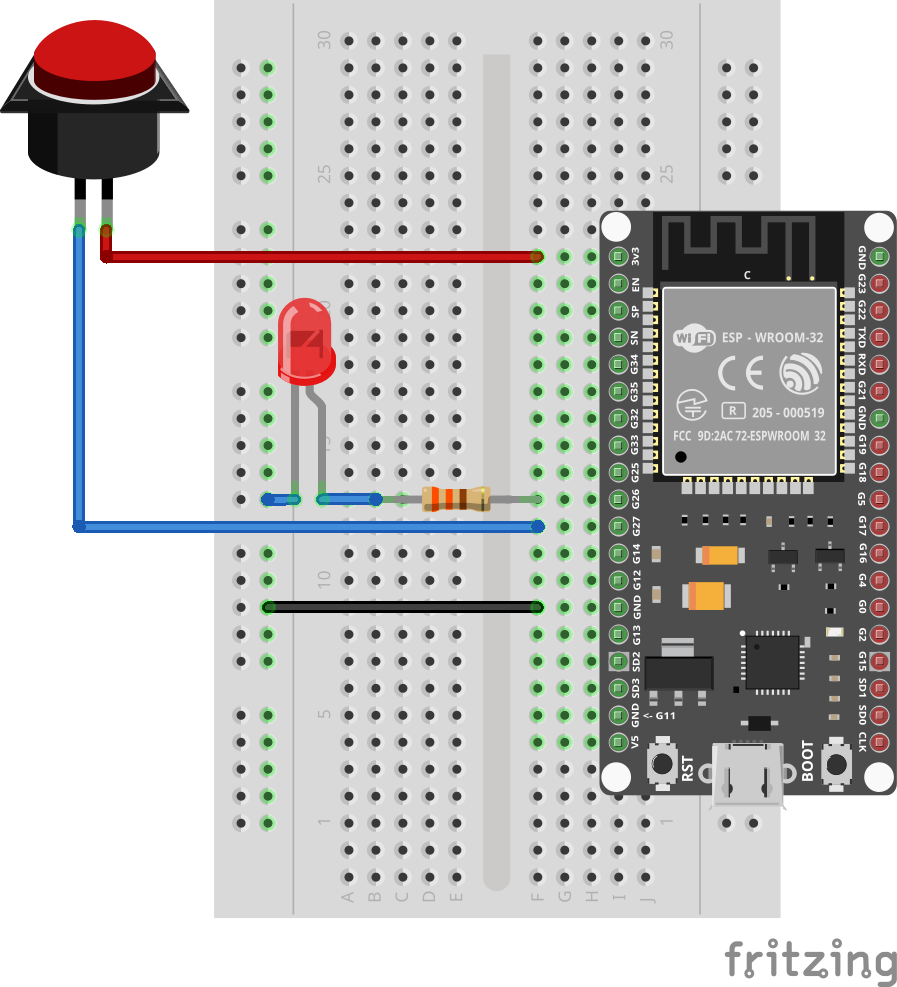 30
30
25
25
15
10
5
1
1
A B C D E F G H I J
3V3
EN
SP
SN
G34
G35
G32
G33
G25
G26
G27
G14
G12
GND
G13
SD2
SD3
GND
V5
<- G11
C
WiFi ESP - WROOM-32
CE
R 205 - 000519
FCC 9D:2AC 72-ESPWROOM 32
GND
G23
G22
TXD
RXD
G21
GND
G19
G18
G5
G17
G16
G4
G0
G2
G15
SD1
SD0
CLK
RST
BOOT
fritzing